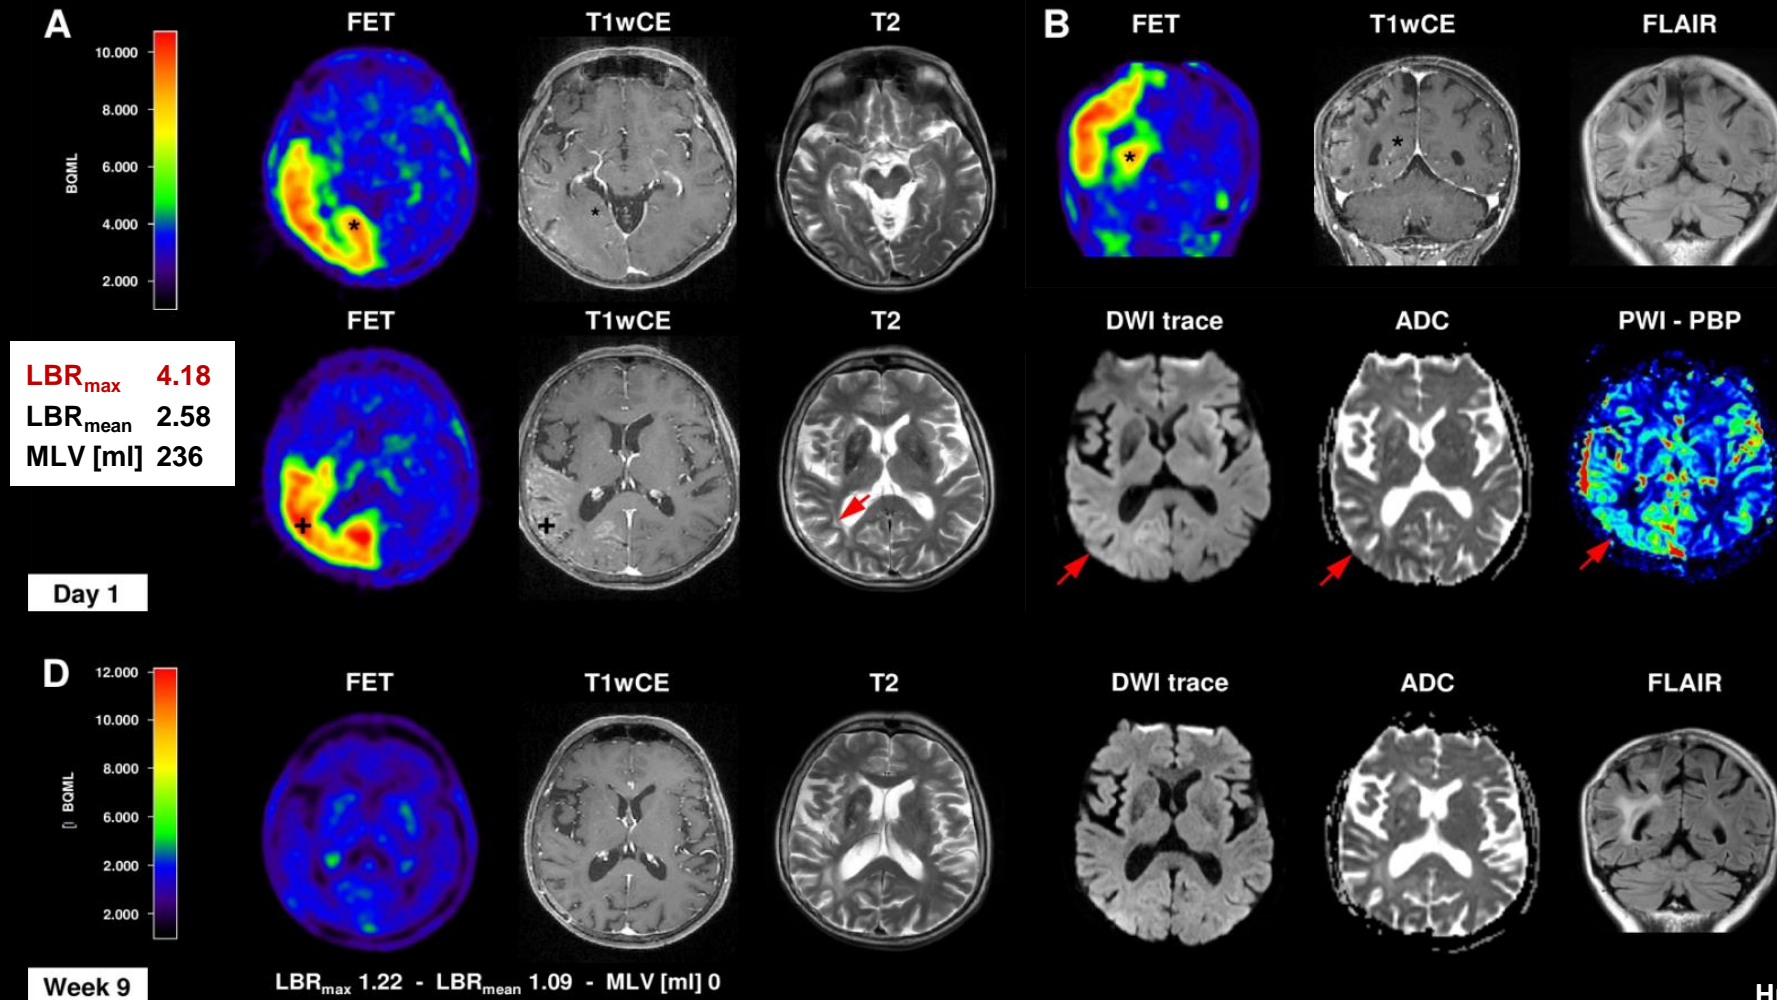 A
FET T1wCE T2
10.000
8.000
6.000
4.000
2.000
BQML
B
FET T1wCE FLAIR
*
*
*
*
FET T1wCE T2
DWI trace ADC PWI - PBP
LBRmax 4.18
LBRmean 2.58
MLV [ml] 236
+
+
Day 1
D
FET T1wCE T2 DWI trace ADC FLAIR
12.000
10.000
8.000
6.000
2.000
2.000
BQML
LBRmax 1.22 - LBRmean 1.09 - MLV [ml] 0
Week 9